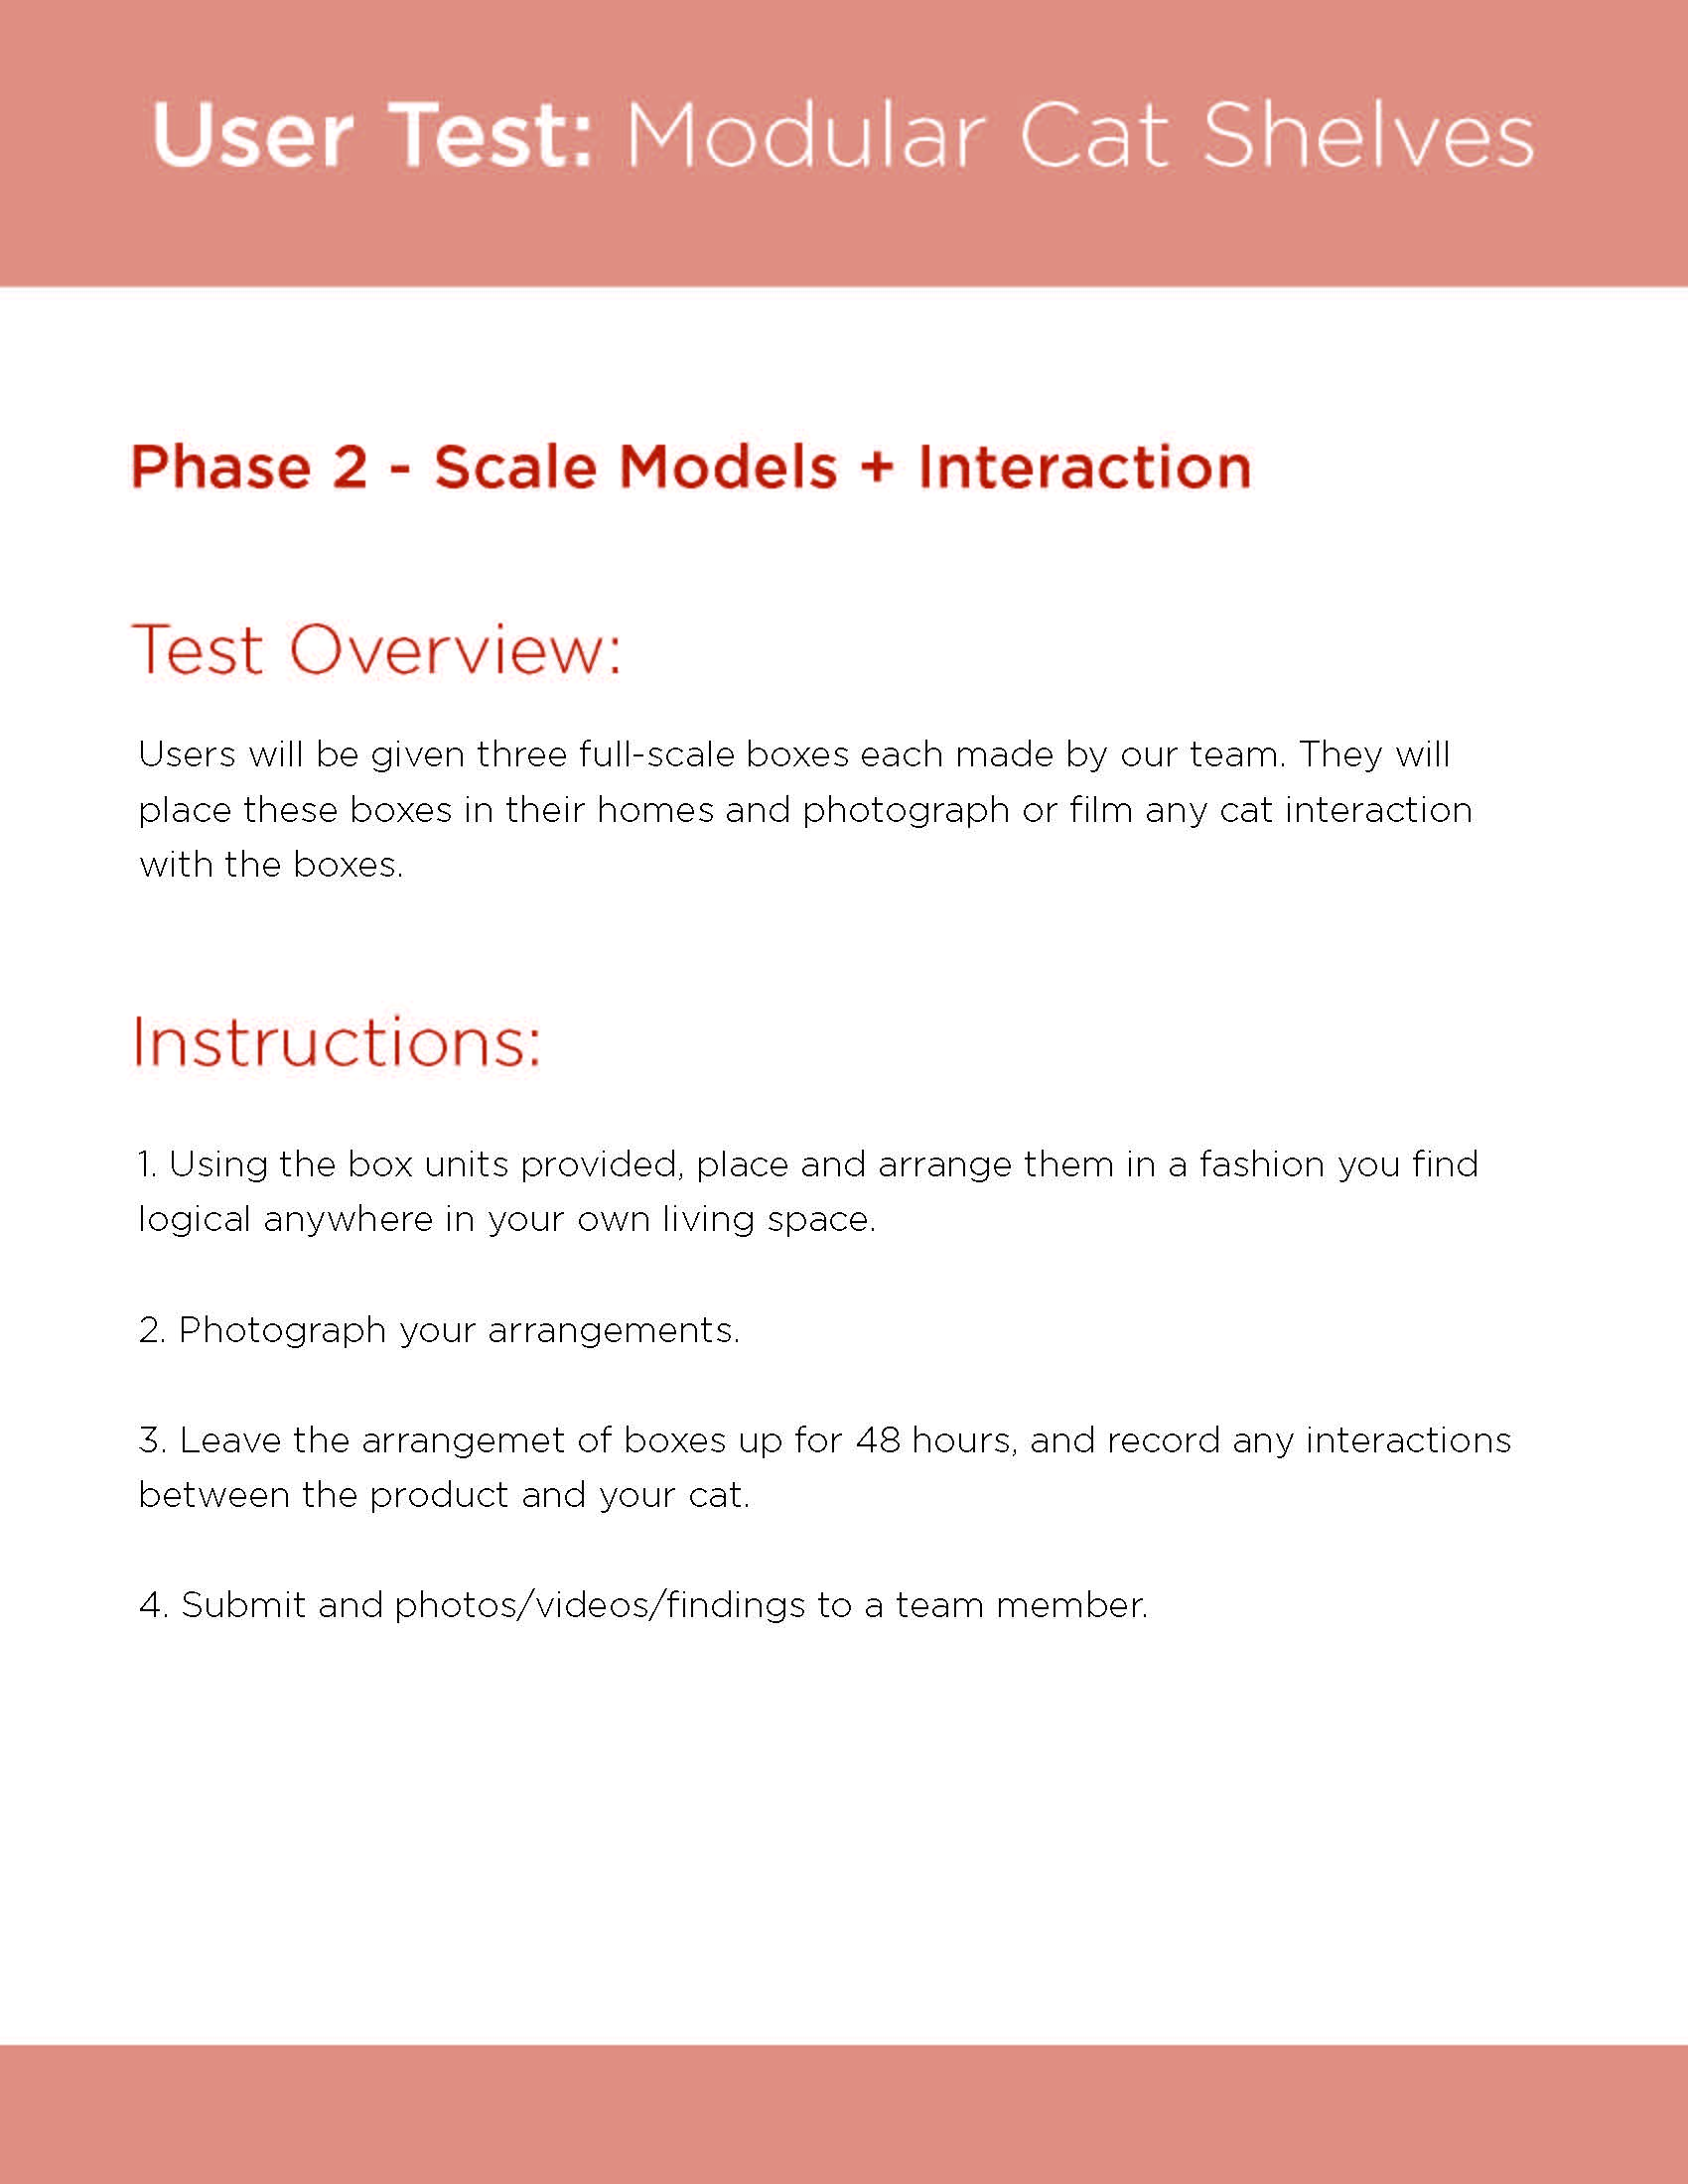 User Test: Modular Cat Shelves
Phase 2 - Scale Models + Interaction
Test Overview:
Users will be given three full-scale boxes each made by our team. They will
place these boxes in their homes and photograph or film any cat interaction
with the boxes.
Instructions:
1. Using the box units provided, place and arrange them in a fashion you find
logical anywhere in your own living space.
2. Photograph your arrangements.
3. Leave the arrangemet of boxes up for 48 hours, and record any interactions
between the product and your cat.
4. Submit and photos/videos/findings to a team member.